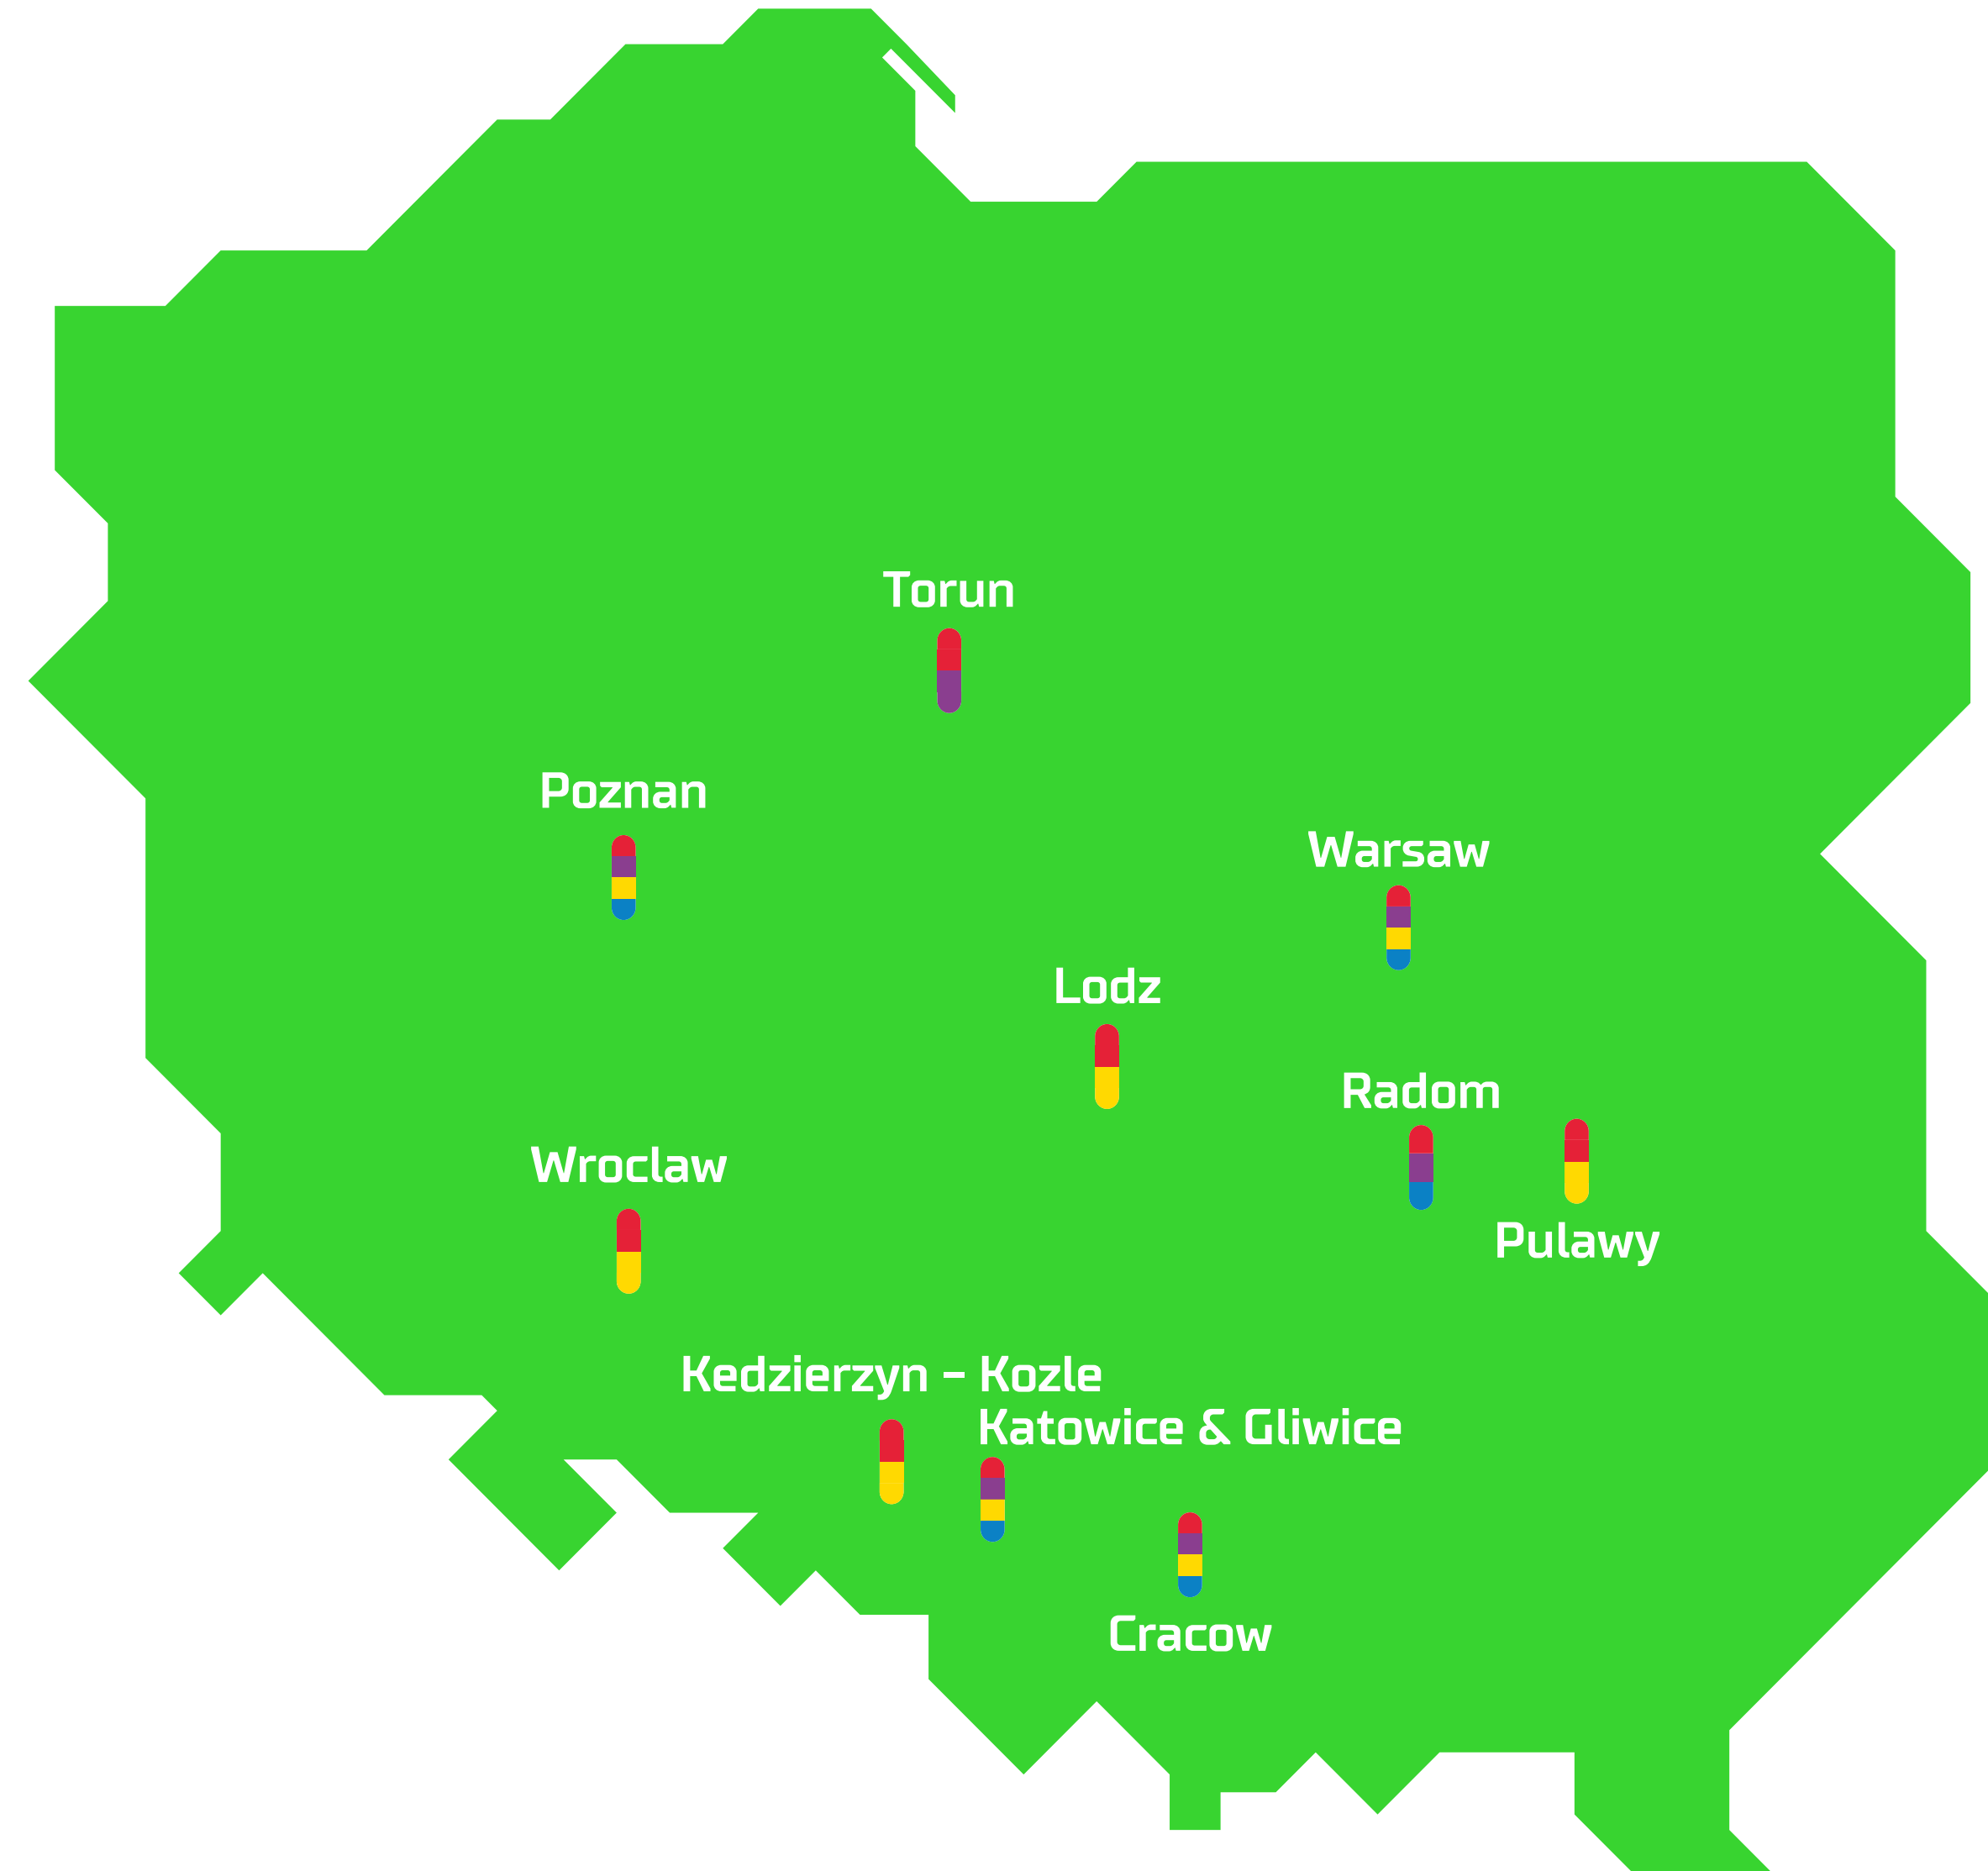 Torun
Poznan
Warsaw
Lodz
Radom
Wroclaw
Pulawy
Kedzierzyn – Kozle
Katowice & Gliwice
Cracow